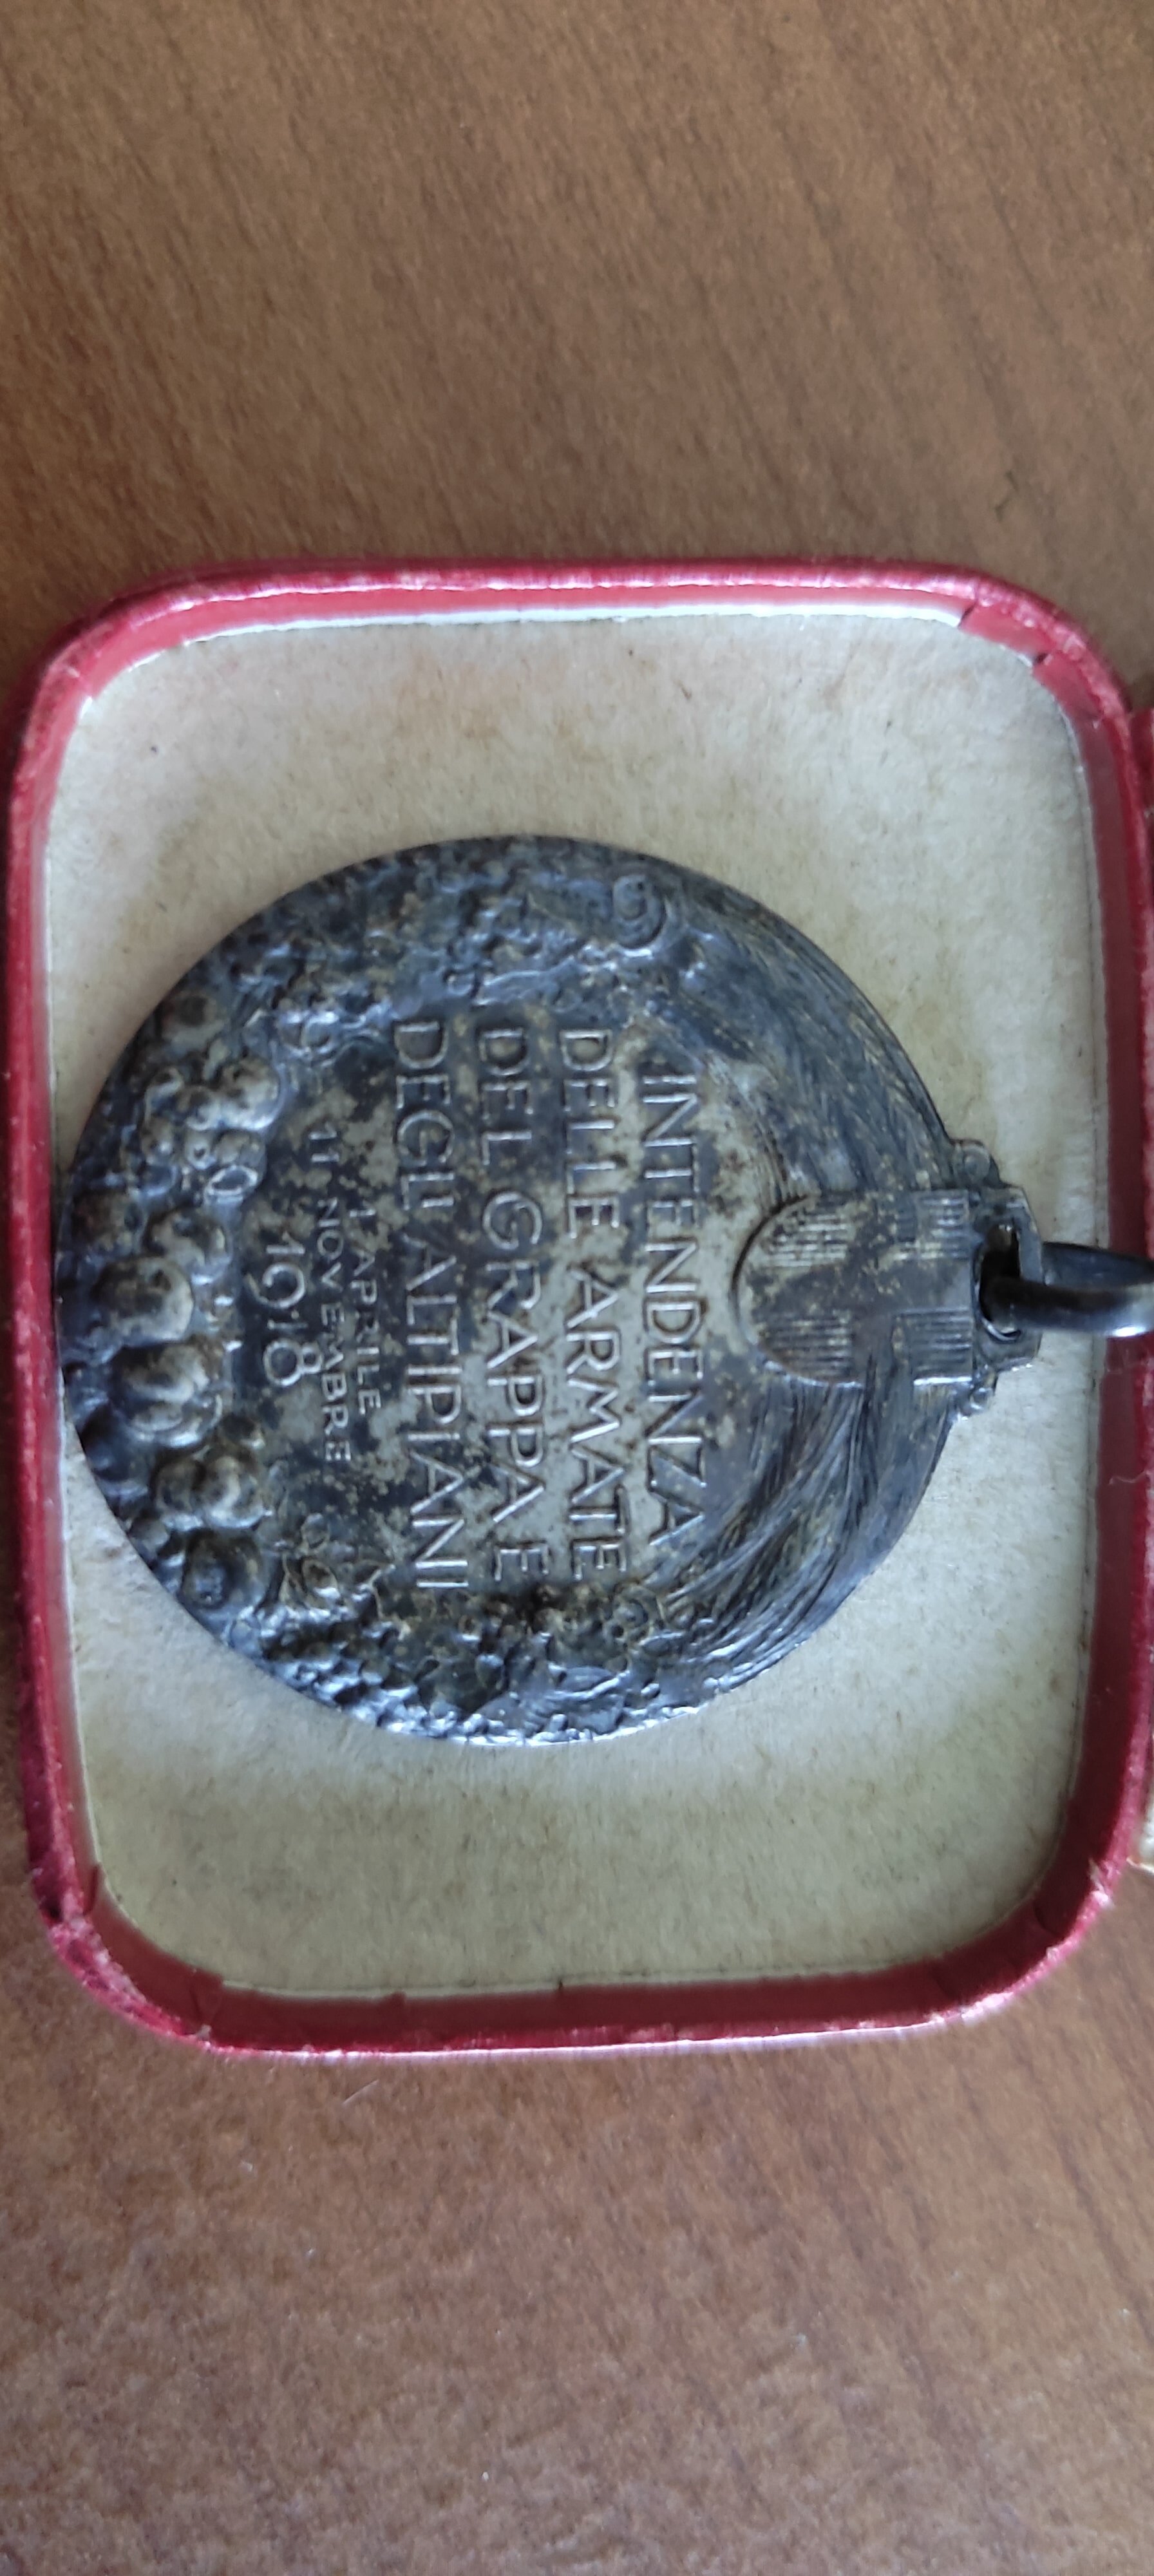 INTENDENZA
DELLE ARMATE
DEL GRAPPA E
DEGLI ALTIPIANI
1 APRILE
11 NOVEMBRE
1918